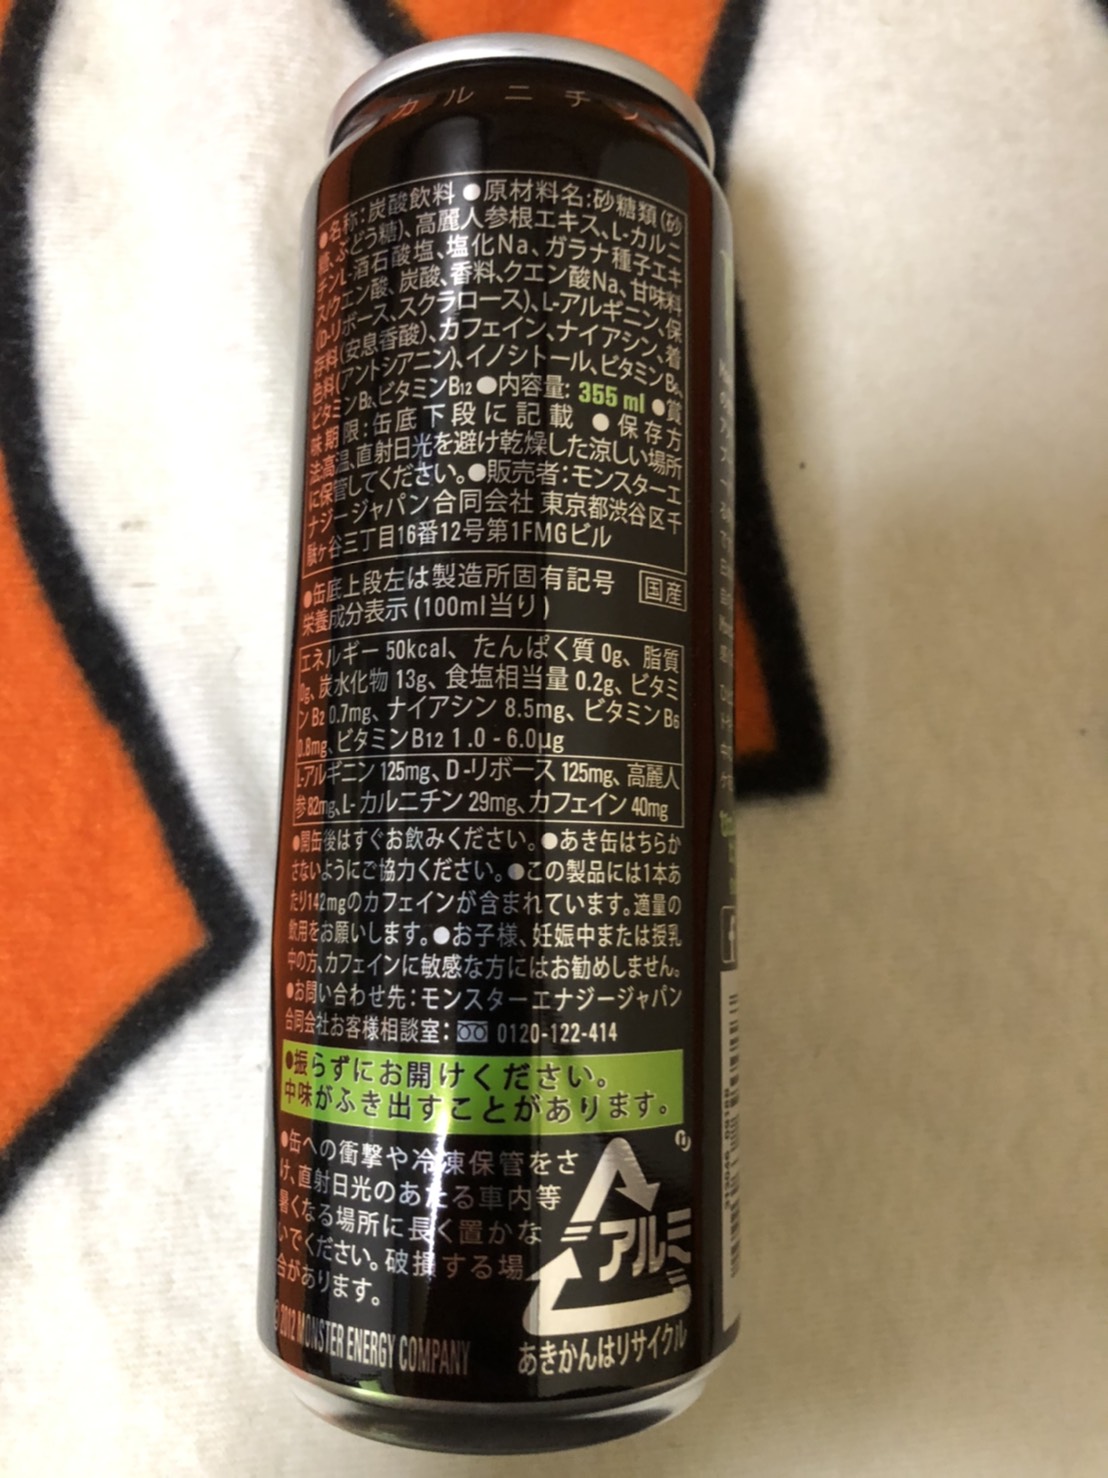 カルニチン
●名称:炭酸飲料 ●原材料名:砂糖類(砂
糖、ぶどう糖)、高麗人参根エキス、L-カルニ
チンL-酒石酸塩、塩化Na、ガラナ種子エキ
ス/クエン酸、炭酸、香料、クエン酸Na、甘味料
(D-リボース、スクラロース)、L-アルギニン、保
存料(安息香酸)、カフェイン、ナイアシン、着
色料(アントシアニン)、イノシトール、ビタミンB6、
ビタミンB2、ビタミンB12 ●内容量: 355 ml ●賞
味期限:缶底下段に記載 ●保存方
法:高温、直射日光を避け乾燥した涼しい場所
に保管してください。●販売者:モンスターエ
ナジージャパン合同会社 東京都渋谷区千
駄ヶ谷三丁目16番12号第1FMGビル
●缶底上段左は製造所固有記号 国産
栄養成分表示 (100ml当り)
エネルギー 50kcal、たんぱく質 0g、脂質
0g、炭水化物 13g、食塩相当量 0.2g、ビタミ
ン B2 0.7mg、ナイアシン 8.5mg、ビタミン B6
0.8mg、ビタミン B12 1.0 - 6.0μg
L-アルギニン 125mg、D-リボース 125mg、高麗人
参 82mg、L-カルニチン 29mg、カフェイン 40mg
●開缶後はすぐお飲みください。●あき缶はちらか
さないようにご協力ください。●この製品には1本あ
たり142mgのカフェインが含まれています。適量の
飲用をお願いします。●お子様、妊娠中または授乳
中の方、カフェインに敏感な方にはお勧めしません。
●お問い合わせ先:モンスターエナジージャパン
合同会社お客様相談室: 0120-122-414
●振らずにお開けください。
中味がふき出すことがあります。
●缶への衝撃や冷凍保管をさ
け、直射日光のあたる車内等
暑くなる場所に長く置かな
いでください。破損する場
合があります。
アルミ
あきかんはリサイクル
© 2012 MONSTER ENERGY COMPANY